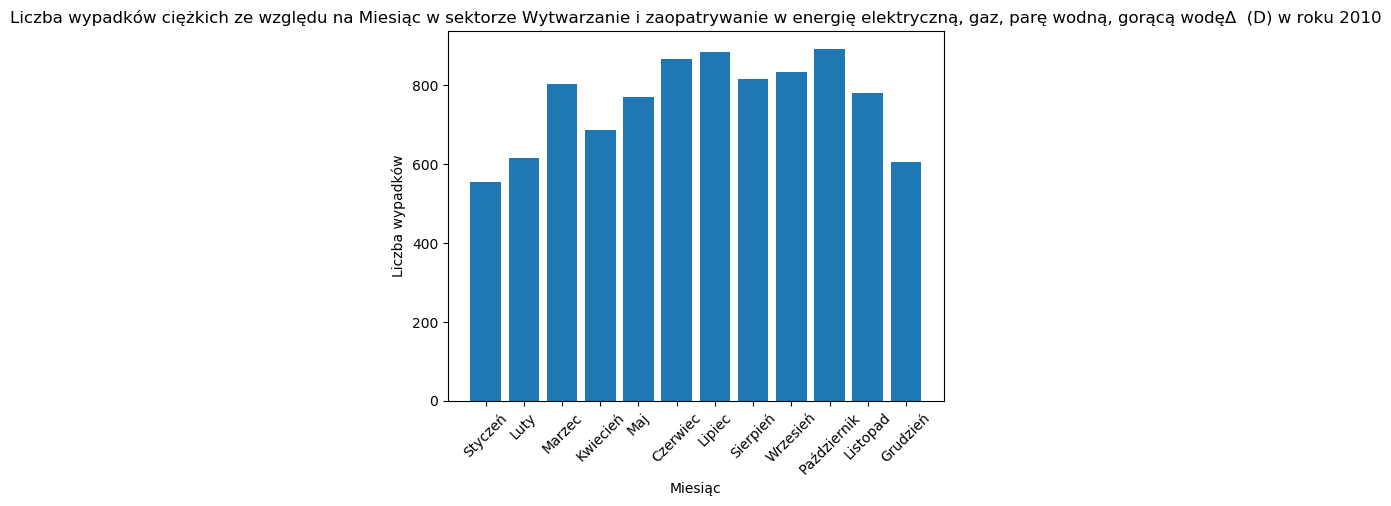 Liczba wypadków ciężkich ze względu na Miesiąc w sektorze Wytwarzanie i zaopatrywanie w energię elektryczną, gaz, parę wodną, gorącą wodęΔ  (D) w roku 2010
Liczba wypadków
800
600
400
200
0
Styczeń
Luty
Marzec
Kwiecień
Maj
Czerwiec
Lipiec
Sierpień
Wrzesień
Październik
Listopad
Grudzień
Miesiąc